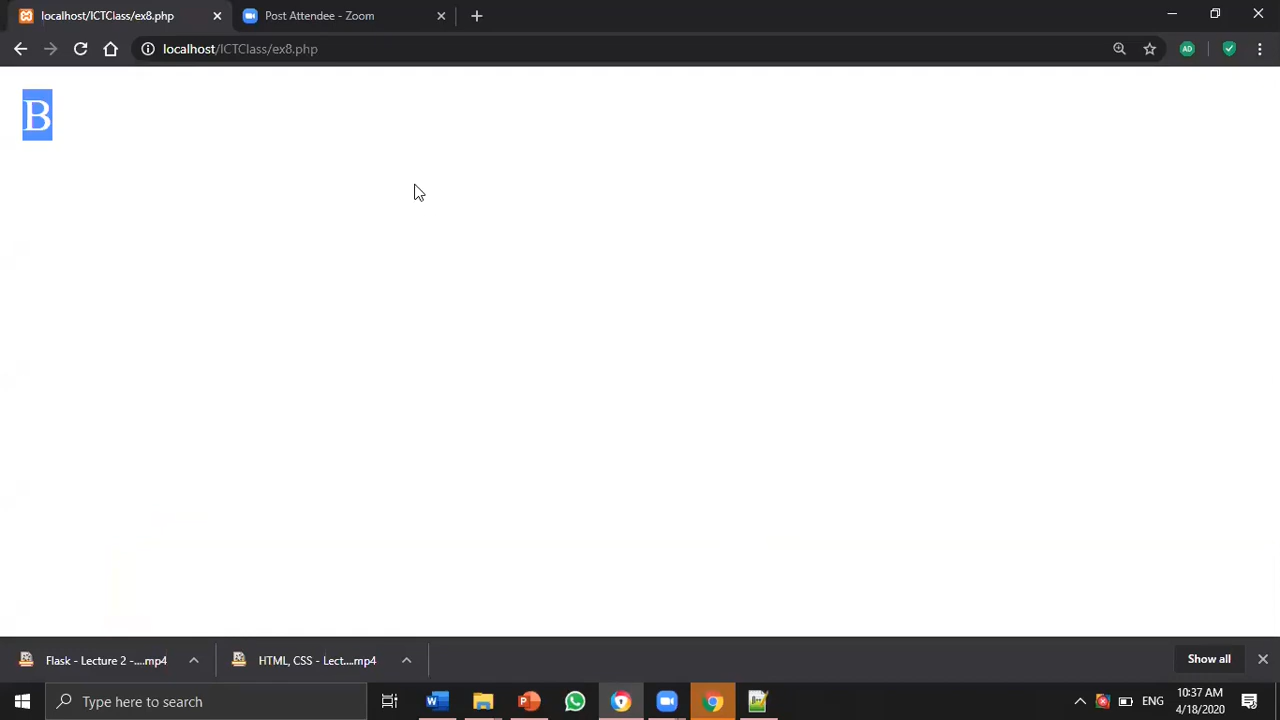 localhost/ICTClass/ex8.php
Post Attendee - Zoom
localhost/ICTClass/ex8.php
AD
B
Flask - Lecture 2 -....mp4
HTML, CSS - Lect....mp4
Show all
Type here to search
ENG
10:37 AM
4/18/2020